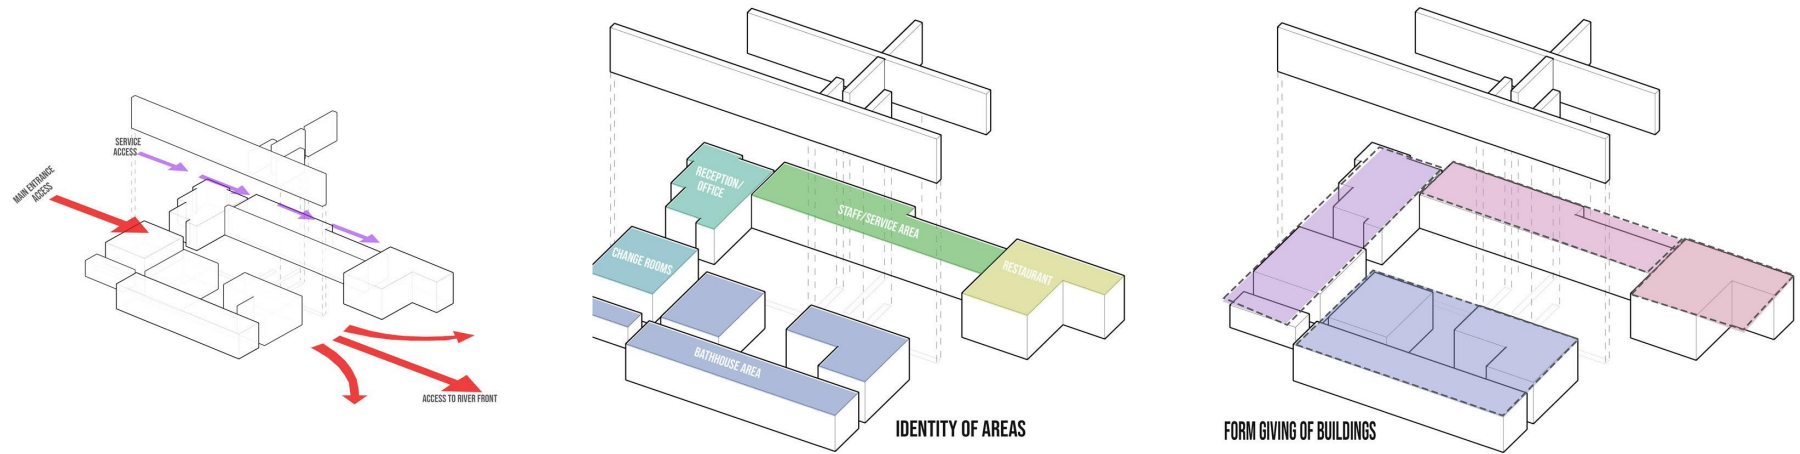 SERVICE
ACCESS
MAIN ENTRANCE
ACCESS
ACCESS TO RIVER FRONT
RECEPTION/
OFFICE
STAFF/SERVICE AREA
CHANGE ROOMS
RESTAURANT
BATHHOUSE AREA
IDENTITY OF AREAS
FORM GIVING OF BUILDINGS